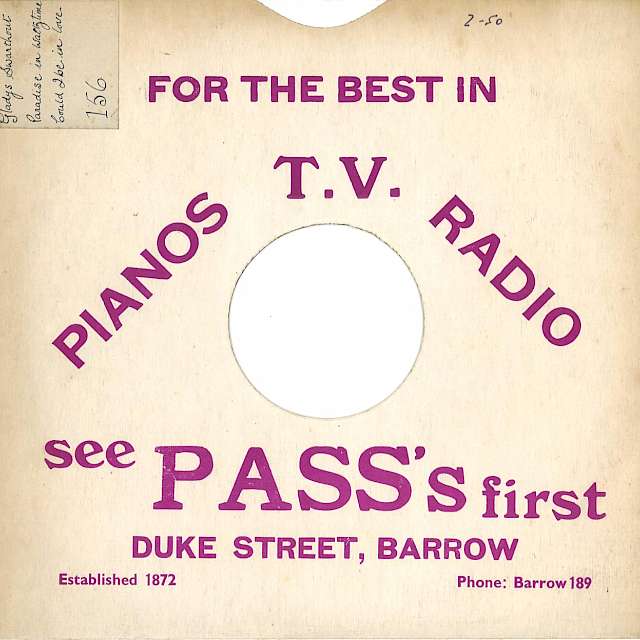 Gladys Swarthout
Paradise in Waltztime
Could I be in love.
156
2-50
FOR THE BEST IN
T.V.
PIANOS
RADIO
see PASS's first
DUKE STREET, BARROW
Established 1872
Phone: Barrow 189